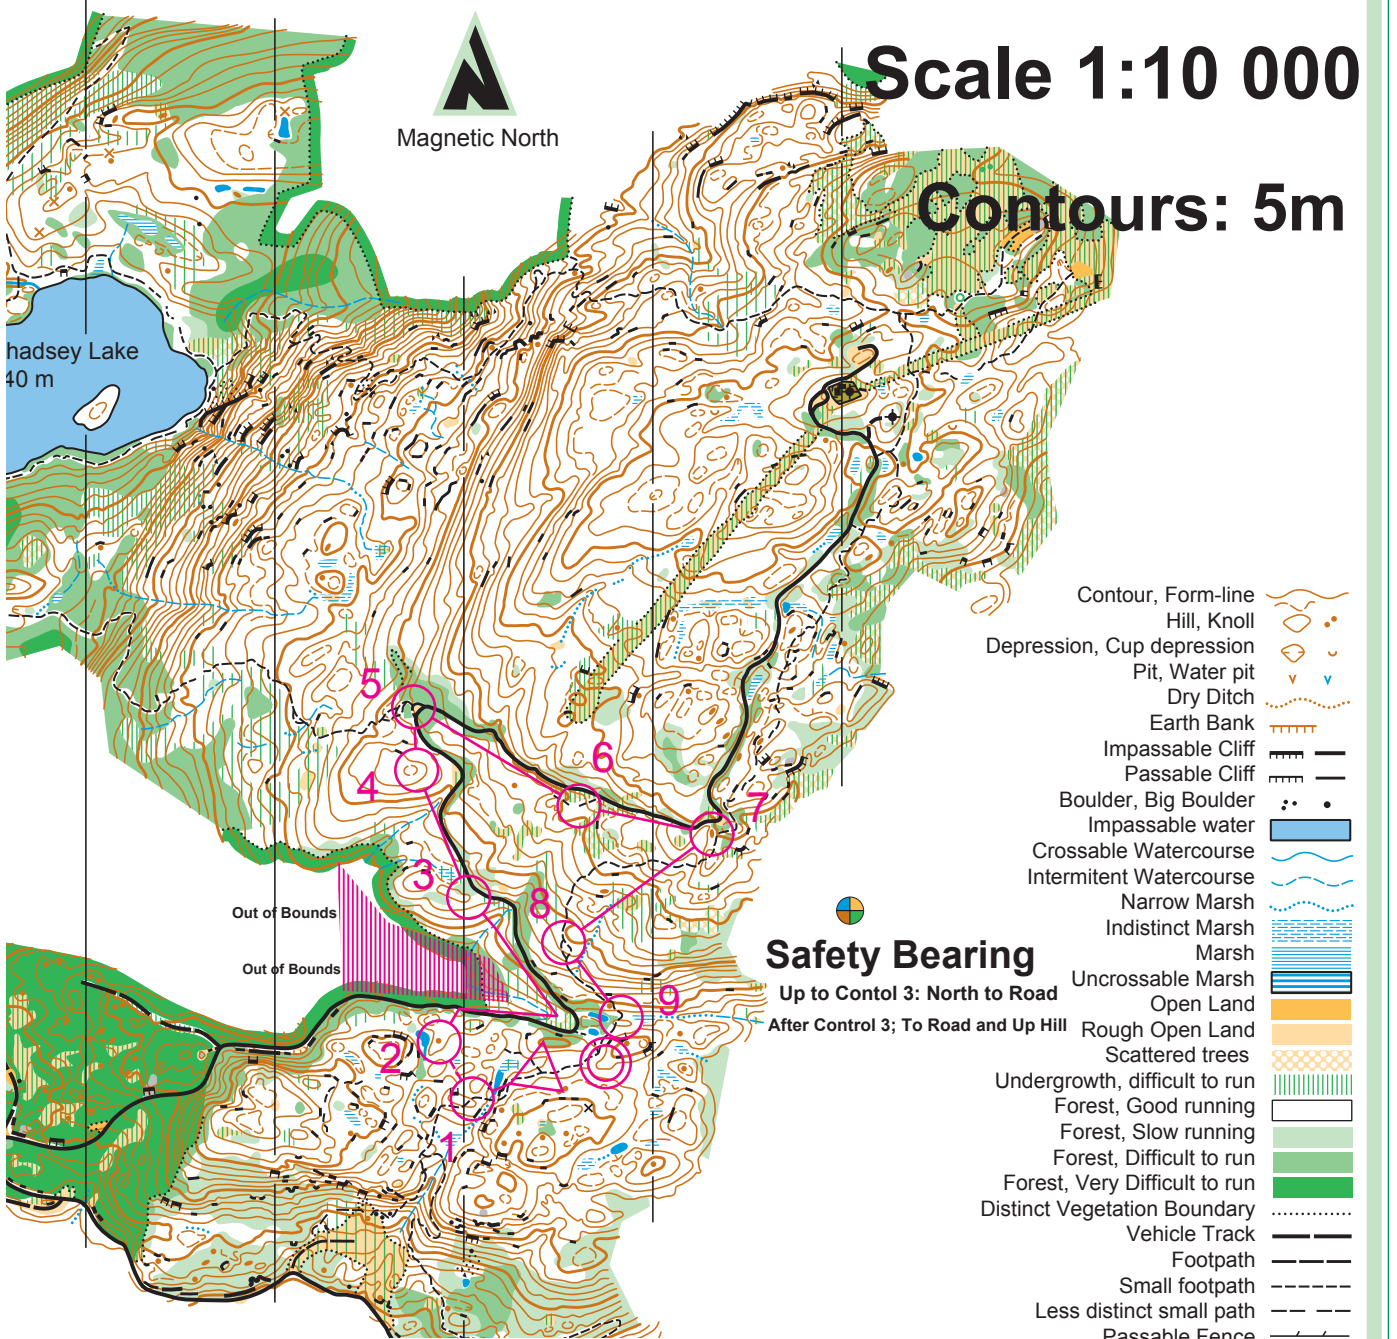 Scale 1:10 000
Magnetic North
Contours: 5m
hadsey Lake
40 m
Contour, Form-line
Hill, Knoll
Depression, Cup depression
Pit, Water pit
Dry Ditch
Earth Bank
Impassable Cliff
Passable Cliff
Boulder, Big Boulder
Impassable water
Crossable Watercourse
Intermitent Watercourse
Narrow Marsh
Indistinct Marsh
Marsh
Uncrossable Marsh
Open Land
Rough Open Land
Scattered trees
Undergrowth, difficult to run
Forest, Good running
Forest, Slow running
Forest, Difficult to run
Forest, Very Difficult to run
Distinct Vegetation Boundary
Vehicle Track
Footpath
Small footpath
Less distinct small path
Passable Fence
5
6
4
7
3
8
Out of Bounds
Out of Bounds
Safety Bearing
Up to Contol 3: North to Road
After Control 3; To Road and Up Hill
9
2
1